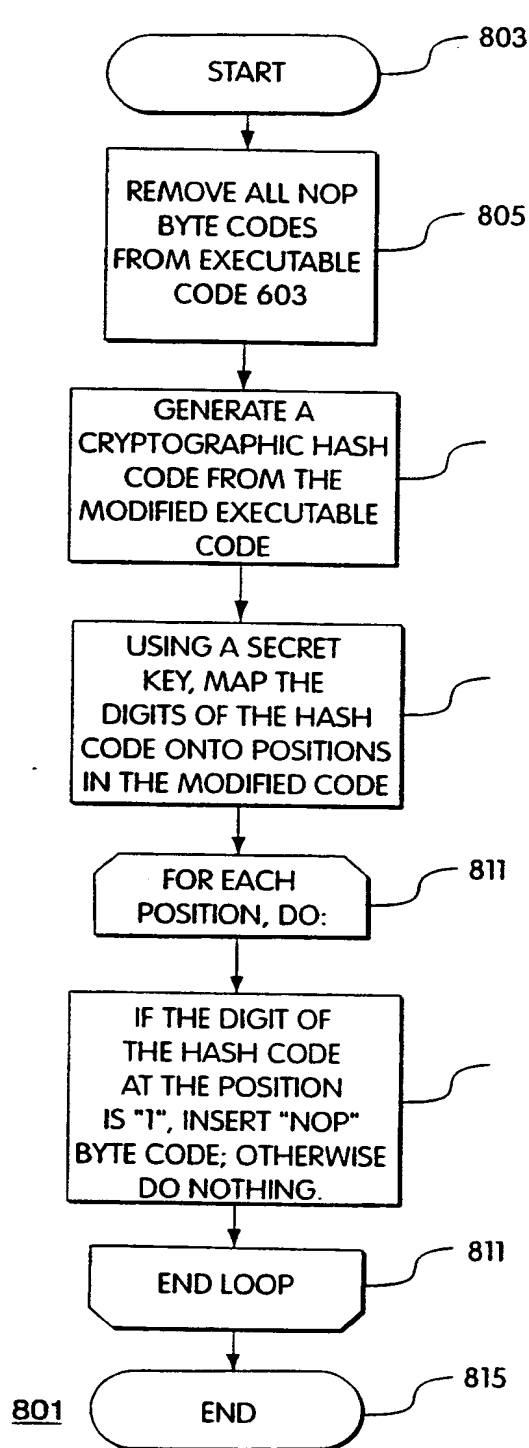 803
START
REMOVE ALL NOP
BYTE CODES
FROM EXECUTABLE
CODE 603
805
GENERATE A
CRYPTOGRAPHIC HASH
CODE FROM THE
MODIFIED EXECUTABLE
CODE
USING A SECRET
KEY, MAP THE
DIGITS OF THE HASH
CODE ONTO POSITIONS
IN THE MODIFIED CODE
811
FOR EACH
POSITION, DO:
IF THE DIGIT OF
THE HASH CODE
AT THE POSITION
IS "1", INSERT "NOP"
BYTE CODE; OTHERWISE
DO NOTHING.
811
END LOOP
815
801
END